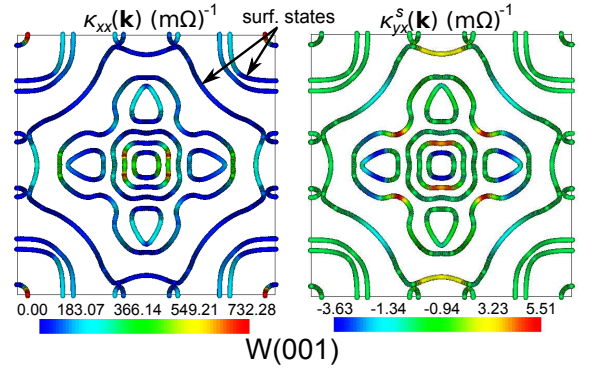 κxx(k) (mΩ)⁻¹ surf. states κˢyx(k) (mΩ)⁻¹
0.00 183.07 366.14 549.21 732.28 -3.63 -1.34 -0.94 3.23 5.51
W(001)